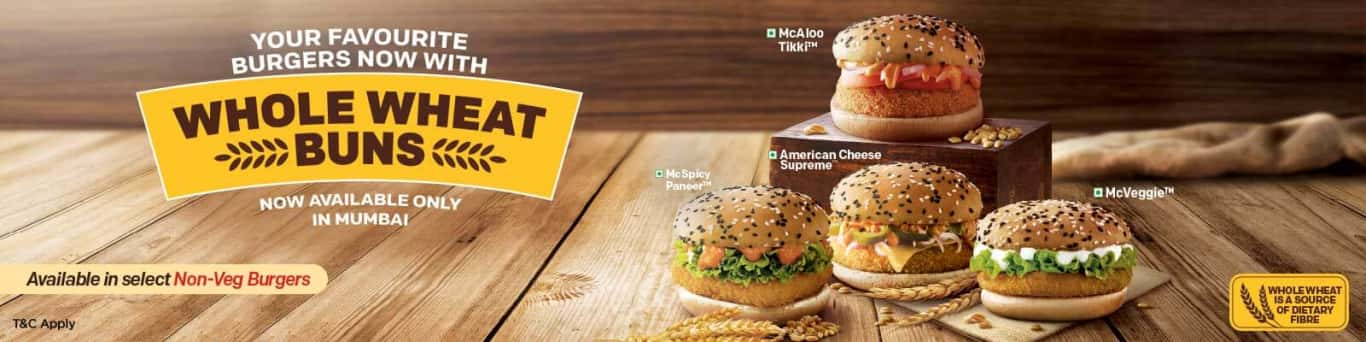 YOUR FAVOURITE
BURGERS NOW WITH
WHOLE WHEAT
BUNS
NOW AVAILABLE ONLY
IN MUMBAI
Available in select Non-Veg Burgers
T&C Apply
McAloo
Tikki™
American Cheese
Supreme
McSpicy
Paneer™
McVeggie™
WHOLE WHEAT
IS A SOURCE
OF DIETARY
FIBRE